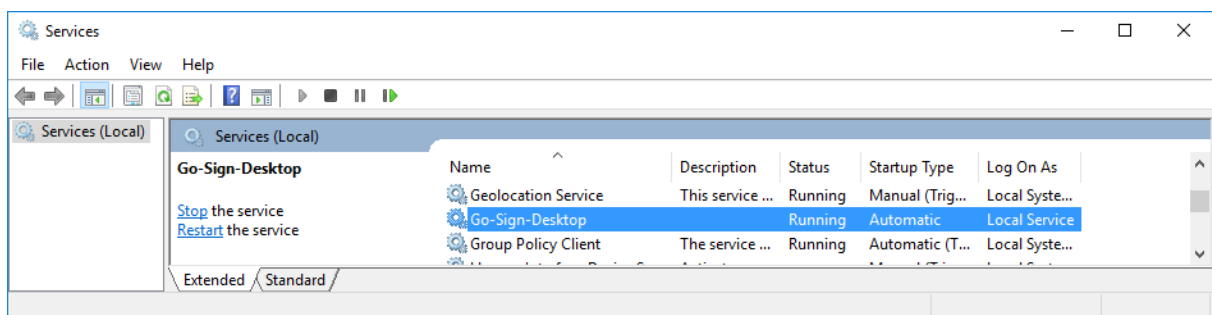 Services
File Action View Help
Services (Local)
Services (Local)
Go-Sign-Desktop
Stop the service
Restart the service
Name Description Status Startup Type Log On As
Geolocation Service This service ... Running Manual (Trig... Local Syste...
Go-Sign-Desktop Running Automatic Local Service
Group Policy Client The service ... Running Automatic (T... Local Syste...
Extended Standard